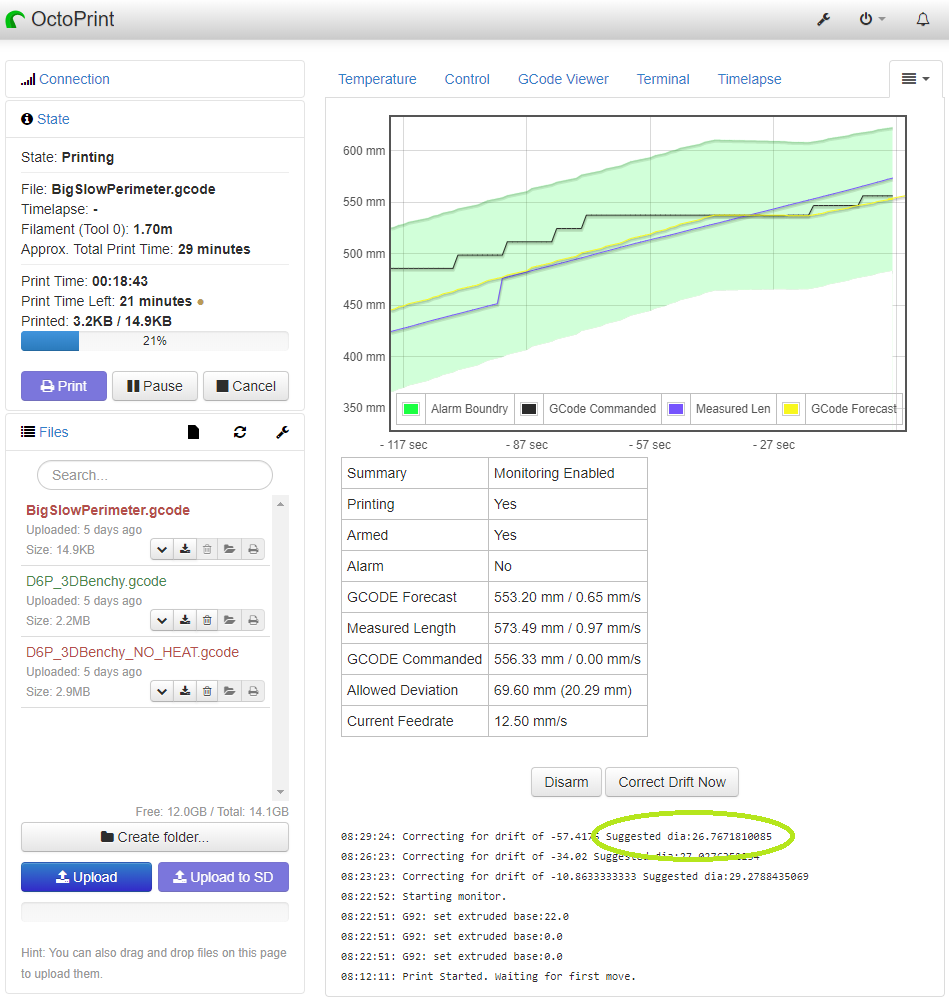 OctoPrint
Connection
State
State: Printing
File: BigSlowPerimeter.gcode
Timelapse: -
Filament (Tool 0): 1.70m
Approx. Total Print Time: 29 minutes
Print Time: 00:18:43
Print Time Left: 21 minutes
Printed: 3.2KB / 14.9KB
21%
Print
Pause
Cancel
Files
Search...
BigSlowPerimeter.gcode
Uploaded: 5 days ago
Size: 14.9KB
D6P_3DBenchy.gcode
Uploaded: 5 days ago
Size: 2.2MB
D6P_3DBenchy_NO_HEAT.gcode
Uploaded: 5 days ago
Size: 2.9MB
Free: 12.0GB / Total: 14.1GB
Create folder...
Upload
Upload to SD
Hint: You can also drag and drop files on this page
to upload them.
Temperature Control GCode Viewer Terminal Timelapse
600 mm
550 mm
500 mm
450 mm
400 mm
350 mm
Alarm Boundry GCode Commanded Measured Len GCode Forecast
- 117 sec - 87 sec - 57 sec - 27 sec
Summary Monitoring Enabled
Printing Yes
Armed Yes
Alarm No
GCODE Forecast 553.20 mm / 0.65 mm/s
Measured Length 573.49 mm / 0.97 mm/s
GCODE Commanded 556.33 mm / 0.00 mm/s
Allowed Deviation 69.60 mm (20.29 mm)
Current Feedrate 12.50 mm/s
Disarm
Correct Drift Now
08:29:24: Correcting for drift of -57.4175 Suggested dia:26.7671810085
08:26:23: Correcting for drift of -34.02 Suggested
08:23:23: Correcting for drift of -10.8633333333 Suggested dia:29.2788435069
08:22:52: Starting monitor.
08:22:51: G92: set extruded base:22.0
08:22:51: G92: set extruded base:0.0
08:22:51: G92: set extruded base:0.0
08:12:11: Print Started. Waiting for first move.